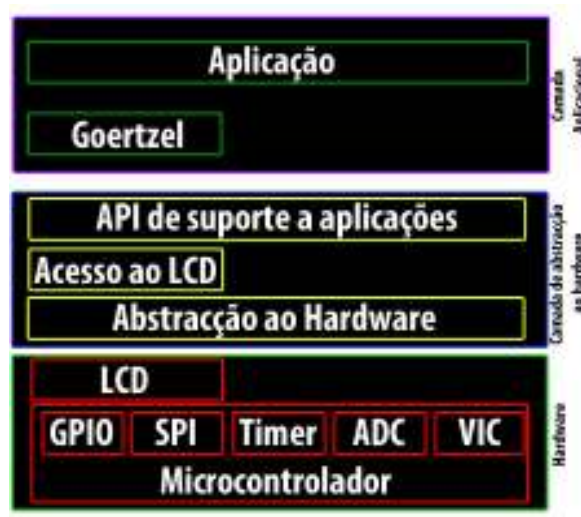 Aplicação
Goertzel
Camada
Aplicacional
API de suporte a aplicações
Acesso ao LCD
Abstracção ao Hardware
Camada de abstracção
ao hardware
LCD
GPIO SPI Timer ADC VIC
Microcontrolador
Hardware